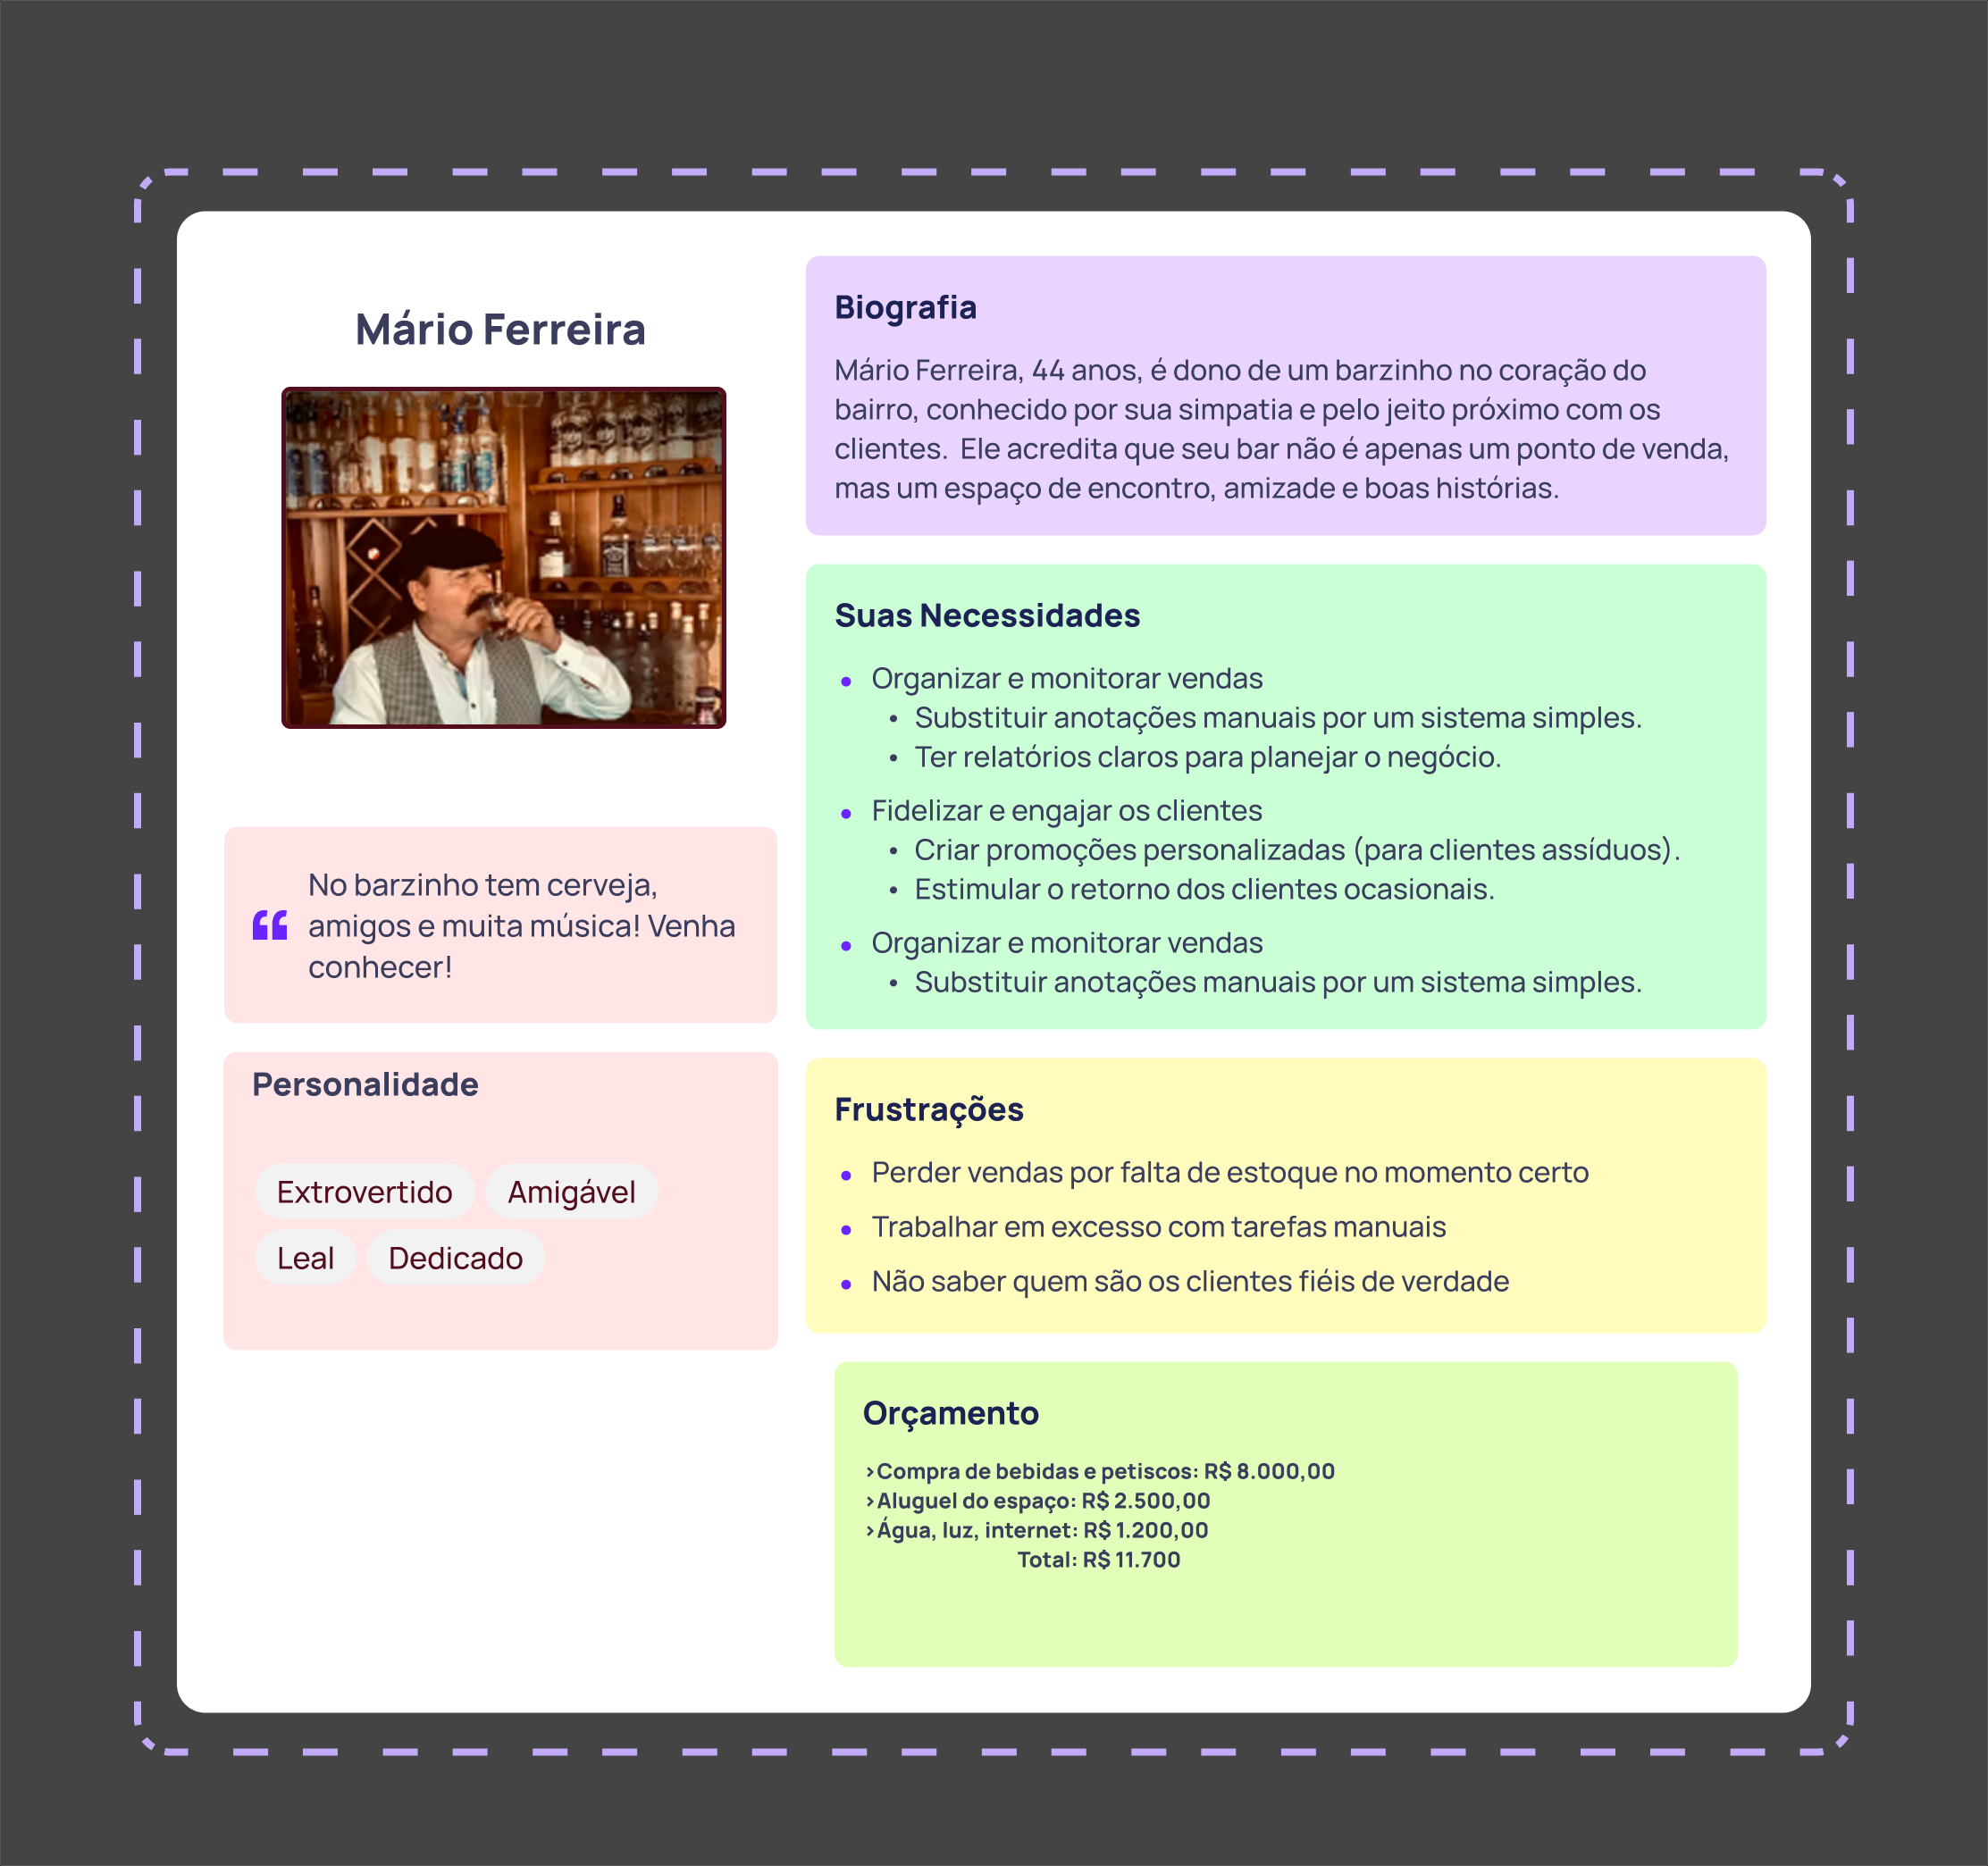 Mário Ferreira
No barzinho tem cerveja,
amigos e muita música! Venha
conhecer!
Personalidade
Extrovertido
Amigável
Leal
Dedicado
Biografia
Mário Ferreira, 44 anos, é dono de um barzinho no coração do
bairro, conhecido por sua simpatia e pelo jeito próximo com os
clientes.  Ele acredita que seu bar não é apenas um ponto de venda,
mas um espaço de encontro, amizade e boas histórias.
Suas Necessidades
• Organizar e monitorar vendas
• Substituir anotações manuais por um sistema simples.
• Ter relatórios claros para planejar o negócio.
• Fidelizar e engajar os clientes
• Criar promoções personalizadas (para clientes assíduos).
• Estimular o retorno dos clientes ocasionais.
• Organizar e monitorar vendas
• Substituir anotações manuais por um sistema simples.
Frustrações
• Perder vendas por falta de estoque no momento certo
• Trabalhar em excesso com tarefas manuais
• Não saber quem são os clientes fiéis de verdade
Orçamento
>Compra de bebidas e petiscos: R$ 8.000,00
>Aluguel do espaço: R$ 2.500,00
>Água, luz, internet: R$ 1.200,00
Total: R$ 11.700